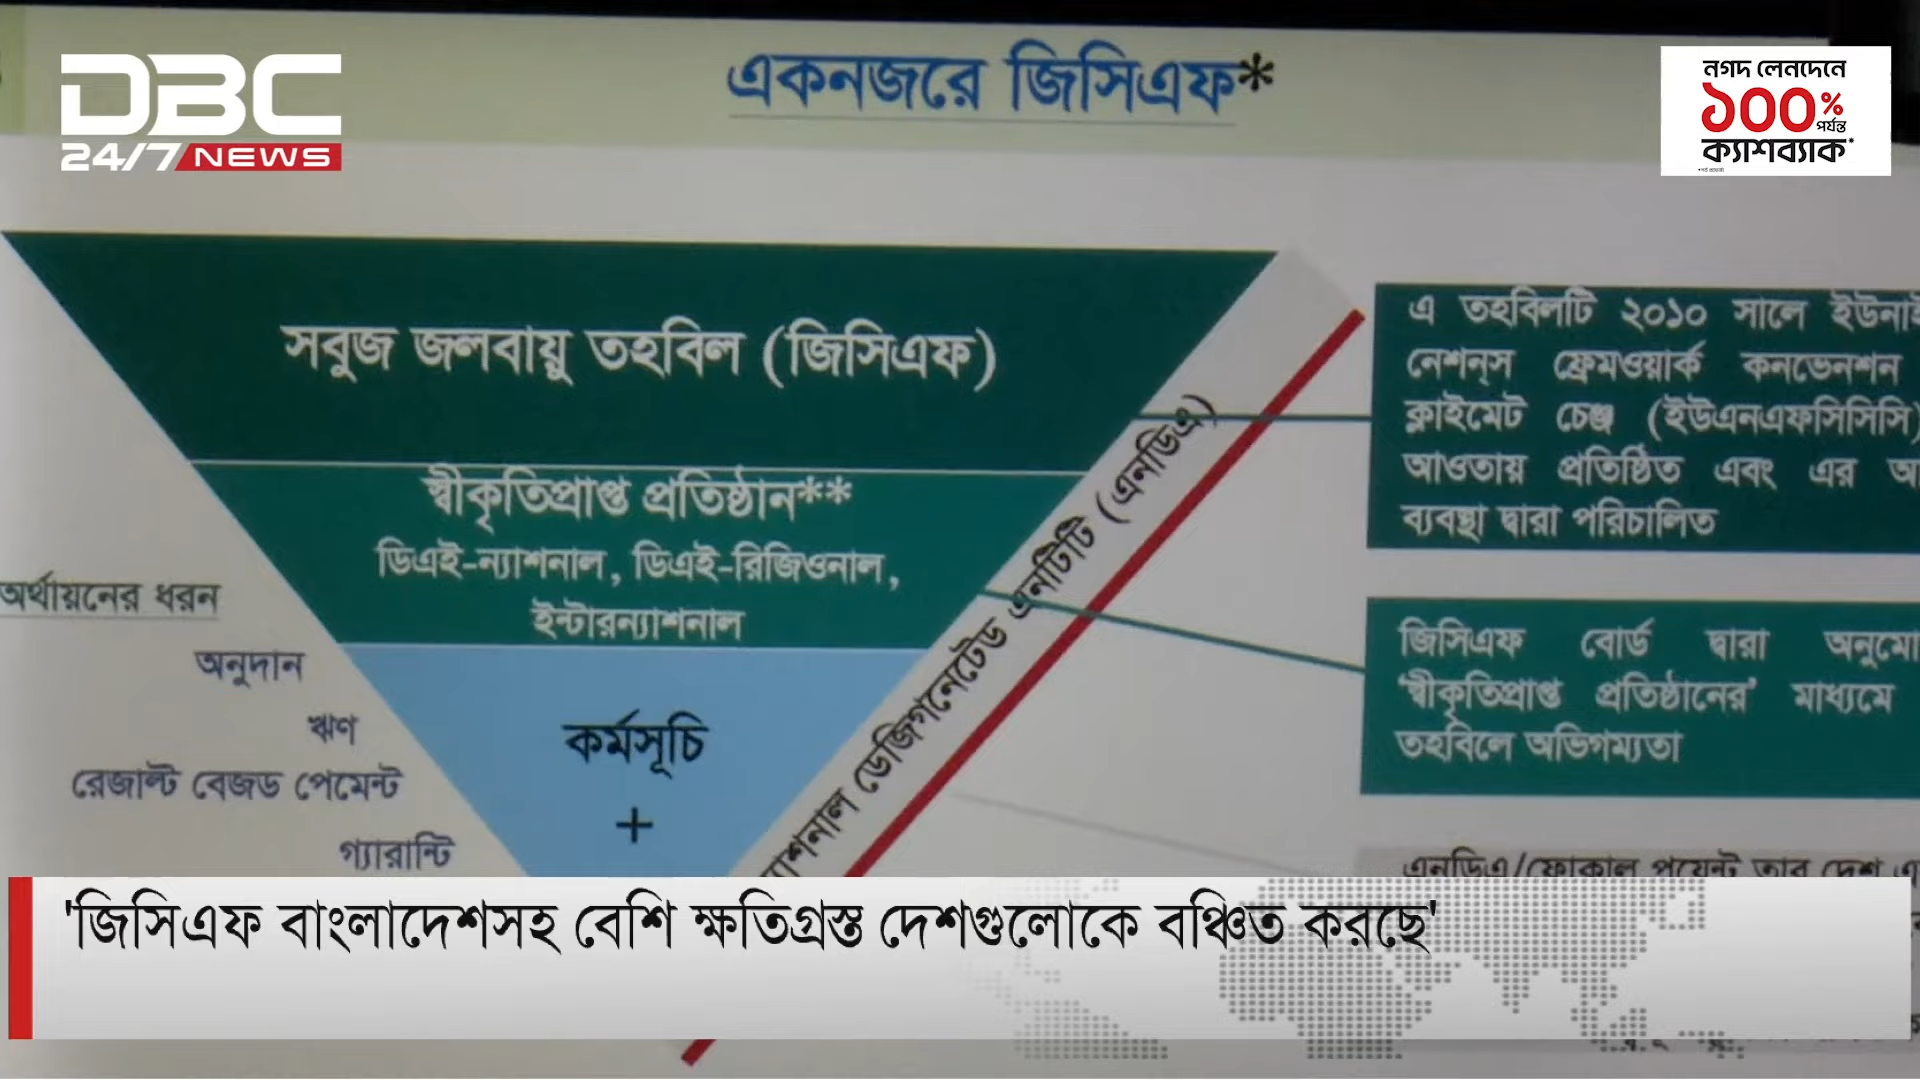 DBC
24/7 NEWS
একনজরে জিসিএফ*
নগদ লেনদেনে
১০০%
পর্যন্ত
ক্যাশব্যাক*
সবুজ জলবায়ু তহবিল (জিসিএফ)
স্বীকৃতিপ্রাপ্ত প্রতিষ্ঠান**
ডিএই-ন্যাশনাল, ডিএই-রিজিওনাল,
ইন্টারন্যাশনাল
কর্মসূচি
+
অর্থায়নের ধরন
অনুদান
ঋণ
রেজাল্ট বেজড পেমেন্ট
গ্যারান্টি
ডেজিগনেটেড এনটিটি (এনডিএ)
এ তহবিলটি ২০১০ সালে
নেশন্স ফ্রেমওয়ার্ক কনভেনশন
ক্লাইমেট চেঞ্জ (ইউএনএফসিসিসি)
আওতায় প্রতিষ্ঠিত এবং এর
ব্যবস্থা দ্বারা পরিচালিত
জিসিএফ বোর্ড দ্বারা
'স্বীকৃতিপ্রাপ্ত প্রতিষ্ঠানের' মাধ্যমে
তহবিলে অভিগম্যতা
এনডিএ/ফোকাল পয়েন্ট তার দেশ
'জিসিএফ বাংলাদেশসহ বেশি ক্ষতিগ্রস্ত দেশগুলোকে বঞ্চিত করছে'